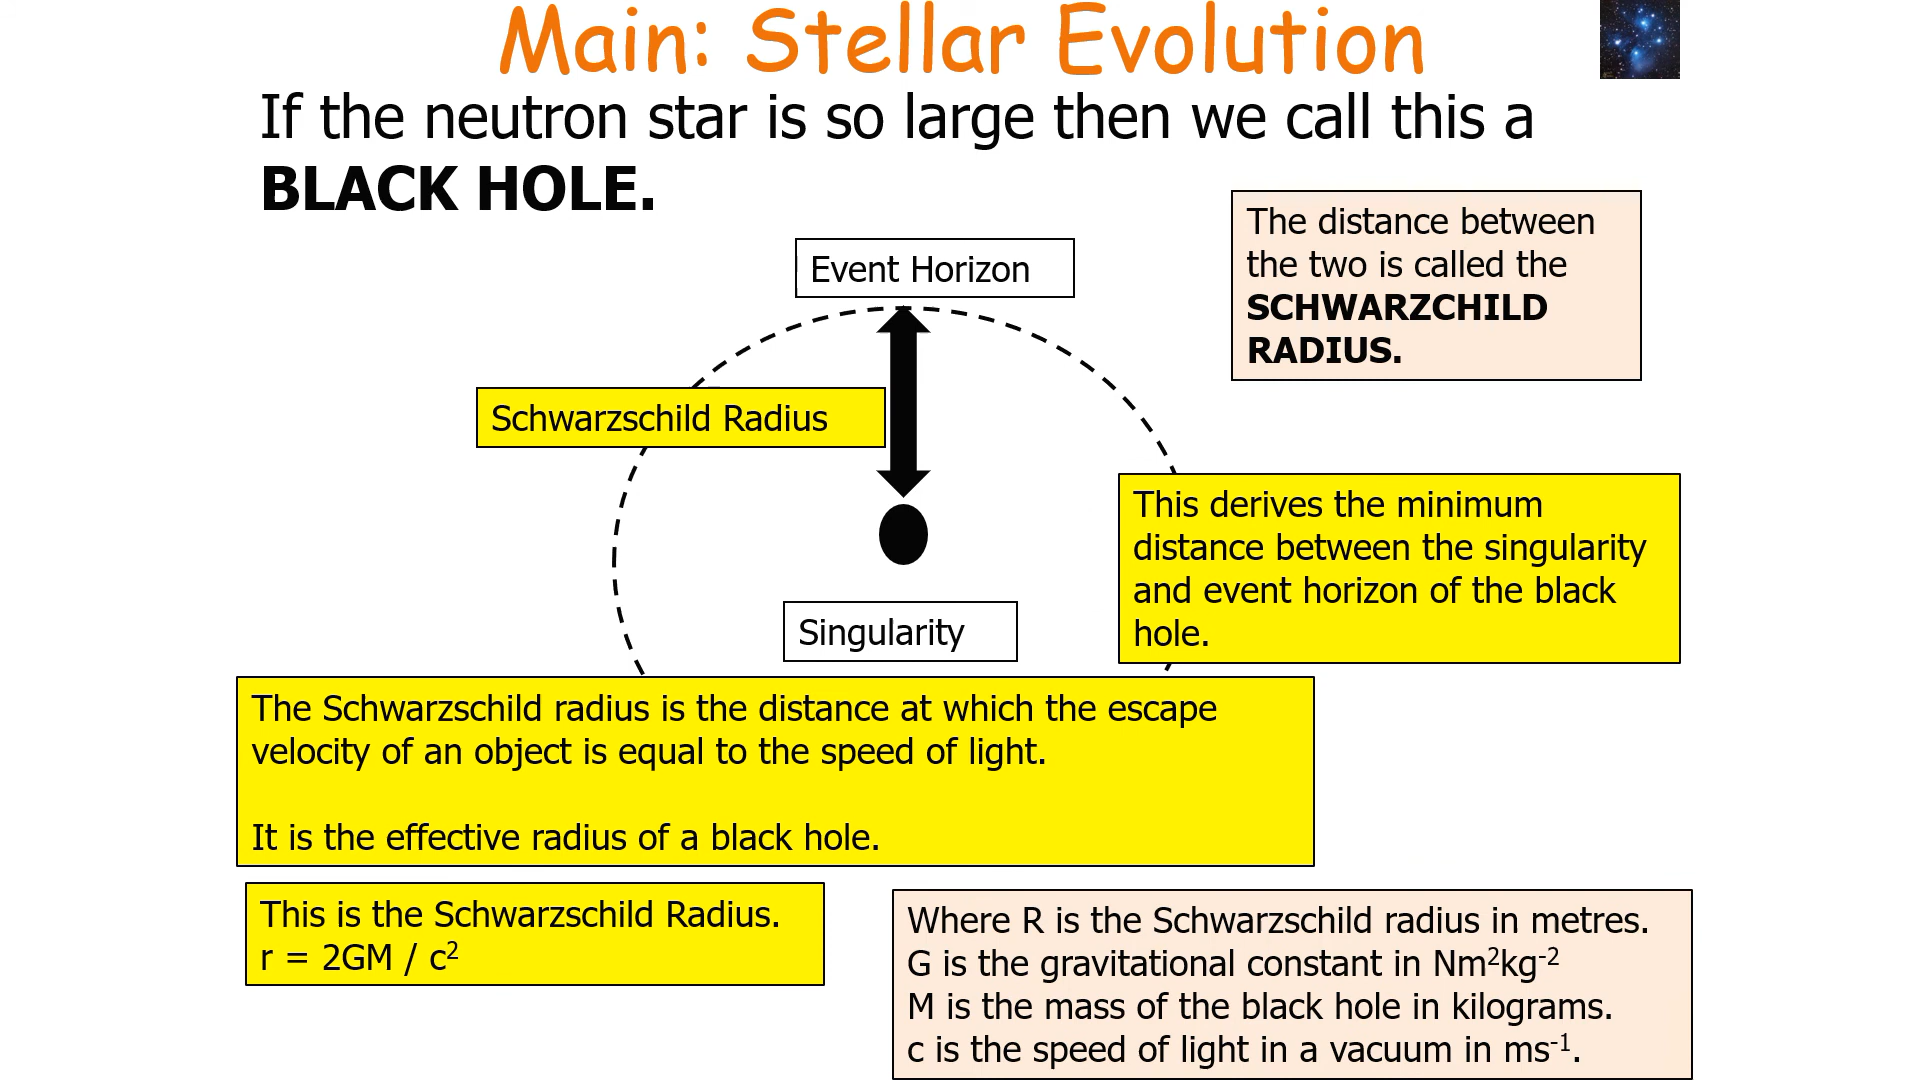 Main: Stellar Evolution
If the neutron star is so large then we call this a
BLACK HOLE.
The distance between
the two is called the
SCHWARZCHILD
RADIUS.
Event Horizon
Schwarzschild Radius
This derives the minimum
distance between the singularity
and event horizon of the black
hole.
Singularity
The Schwarzschild radius is the distance at which the escape
velocity of an object is equal to the speed of light.
It is the effective radius of a black hole.
This is the Schwarzschild Radius.
r = 2GM / c²
Where R is the Schwarzschild radius in metres.
G is the gravitational constant in Nm²kg⁻²
M is the mass of the black hole in kilograms.
c is the speed of light in a vacuum in ms⁻¹.